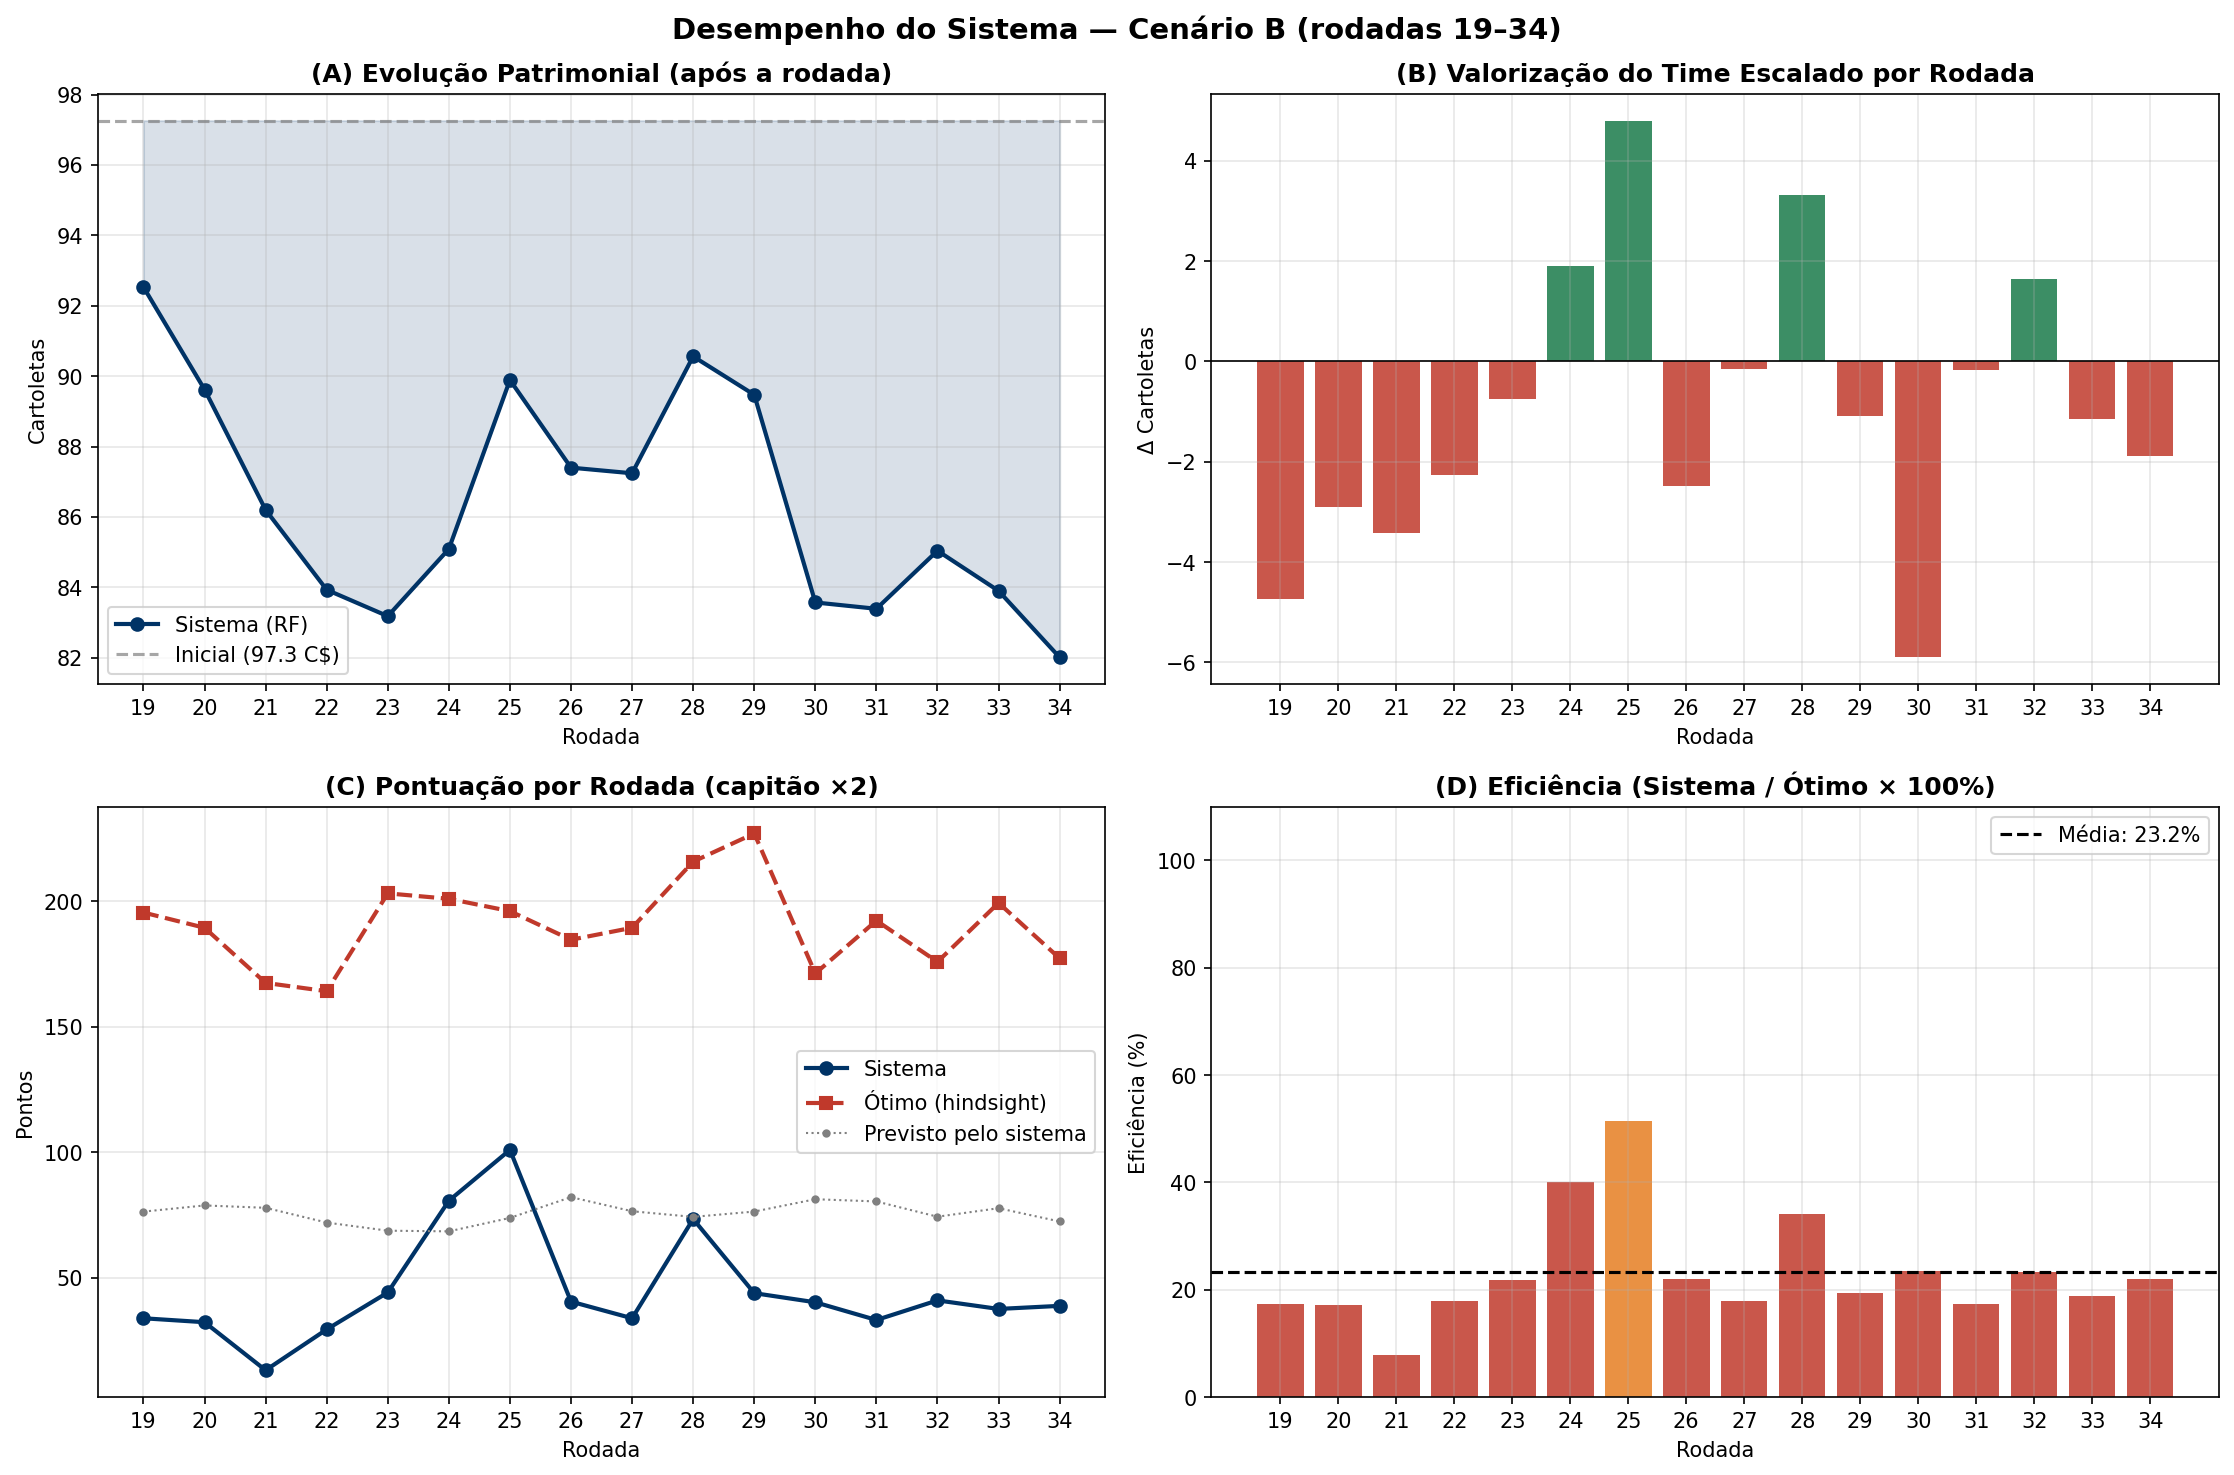 Desempenho do Sistema — Cenário B (rodadas 19–34)
(A) Evolução Patrimonial (após a rodada)
98
96
94
92
90
88
86
84
82
Cartoletas
Sistema (RF)
Inicial (97.3 C$)
19 20 21 22 23 24 25 26 27 28 29 30 31 32 33 34
Rodada
(B) Valorização do Time Escalado por Rodada
4
2
0
−2
−4
−6
Δ Cartoletas
19 20 21 22 23 24 25 26 27 28 29 30 31 32 33 34
Rodada
(C) Pontuação por Rodada (capitão ×2)
200
150
100
50
Pontos
Sistema
Ótimo (hindsight)
Previsto pelo sistema
19 20 21 22 23 24 25 26 27 28 29 30 31 32 33 34
Rodada
(D) Eficiência (Sistema / Ótimo × 100%)
Média: 23.2%
100
80
60
40
20
0
Eficiência (%)
19 20 21 22 23 24 25 26 27 28 29 30 31 32 33 34
Rodada